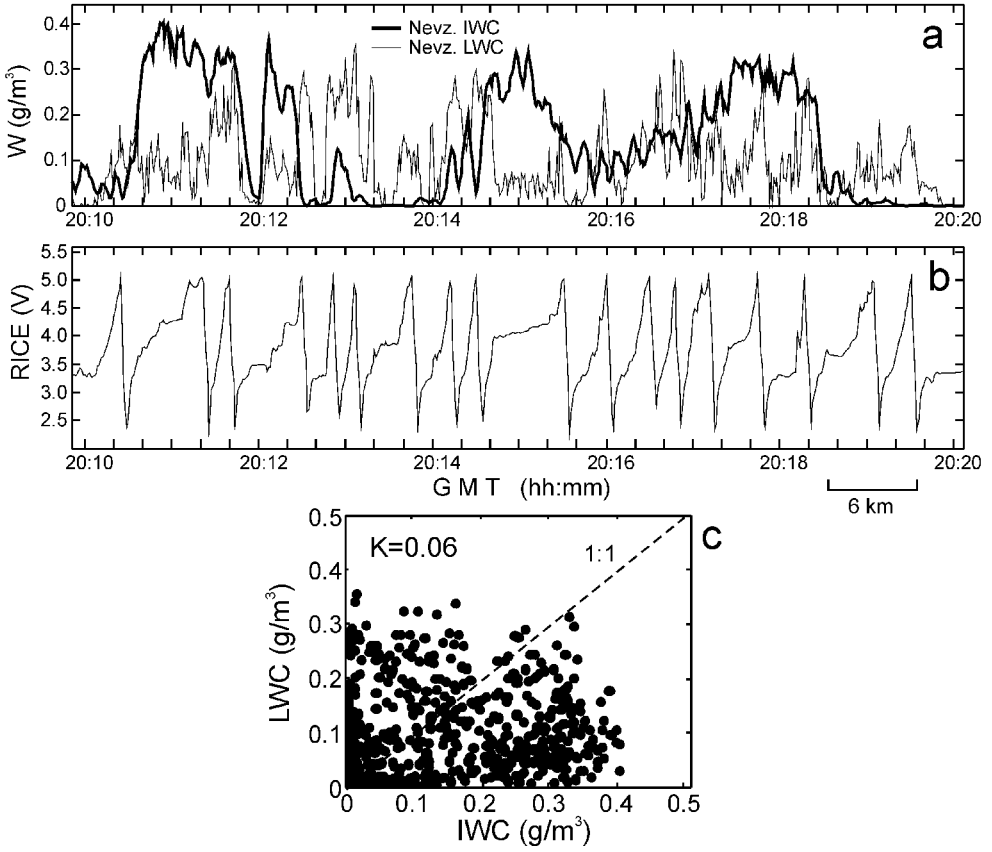 a
Nevz. IWC
Nevz. LWC
W (g/m³)
0.4
0.3
0.2
0.1
0
20:10 20:12 20:14 20:16 20:18 20:20
b
RICE (V)
5.5
5.0
4.5
4.0
3.5
3.0
2.5
20:10 20:12 20:14 20:16 20:18 20:20
GMT (hh:mm)
6 km
c
K=0.06
1:1
LWC (g/m³)
0.5
0.4
0.3
0.2
0.1
0
0 0.1 0.2 0.3 0.4 0.5
IWC (g/m³)